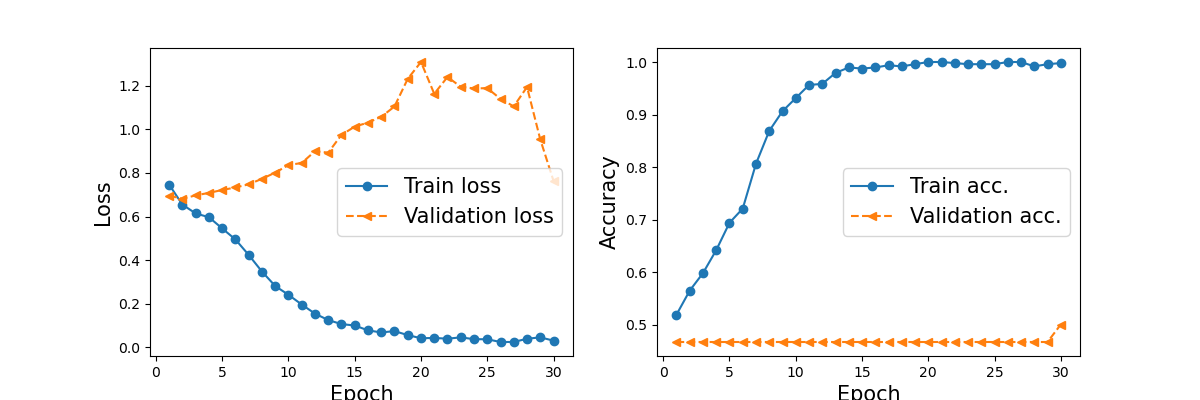 Loss
1.2
1.0
0.8
0.6
0.4
0.2
0.0
0 5 10 15 20 25 30
Epoch
Train loss
Validation loss
Accuracy
1.0
0.9
0.8
0.7
0.6
0.5
0 5 10 15 20 25 30
Epoch
Train acc.
Validation acc.